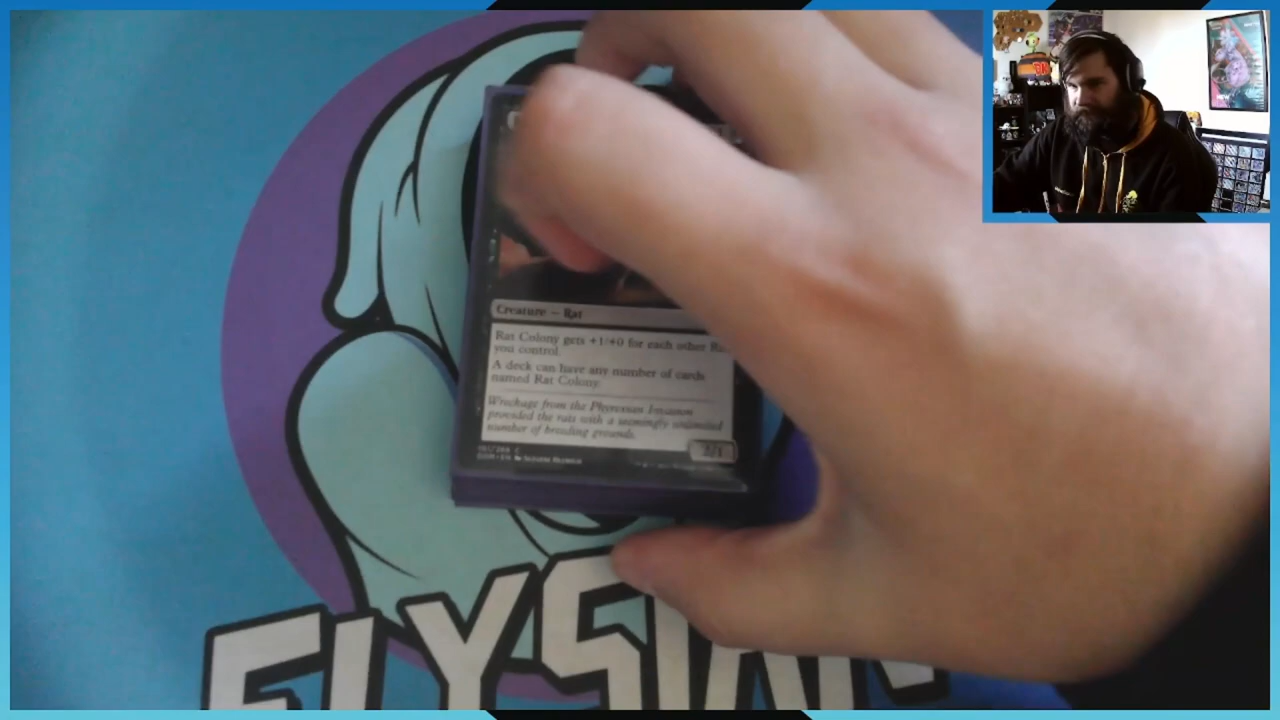 Creature — Rat
Rat Colony gets +1/+0 for each other Ra
you control.
A deck can have any number of cards
named Rat Colony.
Wreckage from the Phyrexian Invasion
provided the rats with a seemingly unlimited
number of breeding grounds.
2/1
ELYSIAN